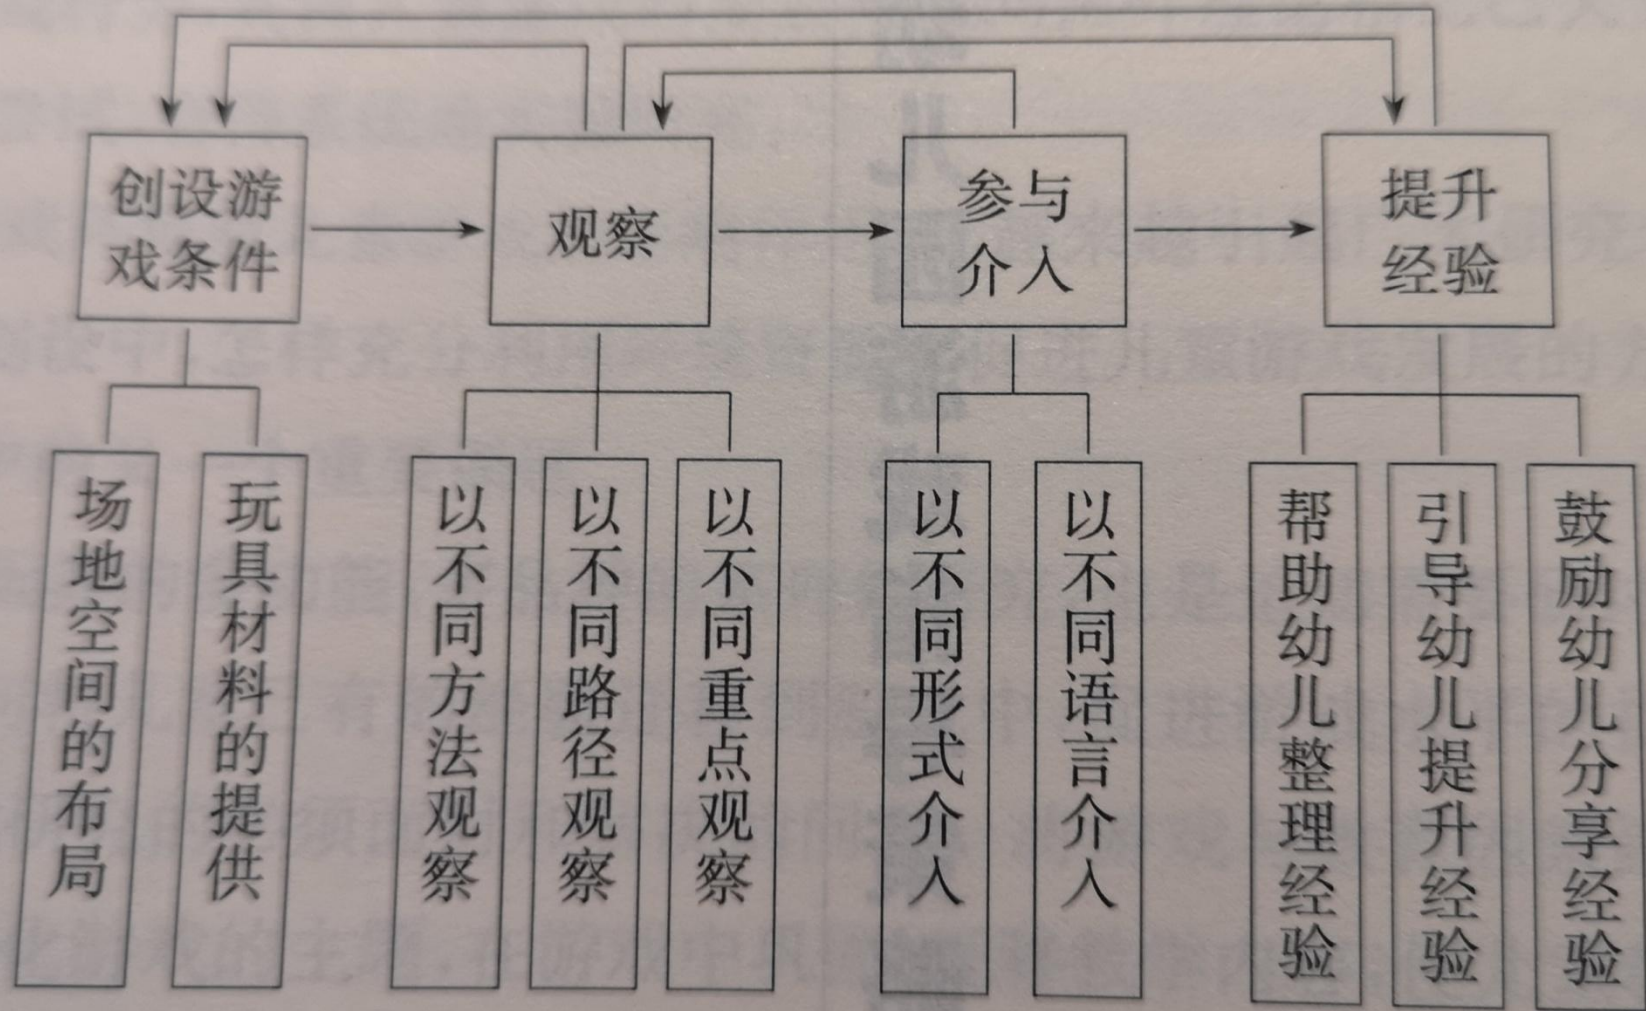 创设游
戏条件
观察
参与
介入
提升
经验
场地空间的布局
玩具材料的提供
以不同方法观察
以不同路径观察
以不同重点观察
以不同形式介入
以不同语言介入
帮助幼儿整理经验
引导幼儿提升经验
鼓励幼儿分享经验